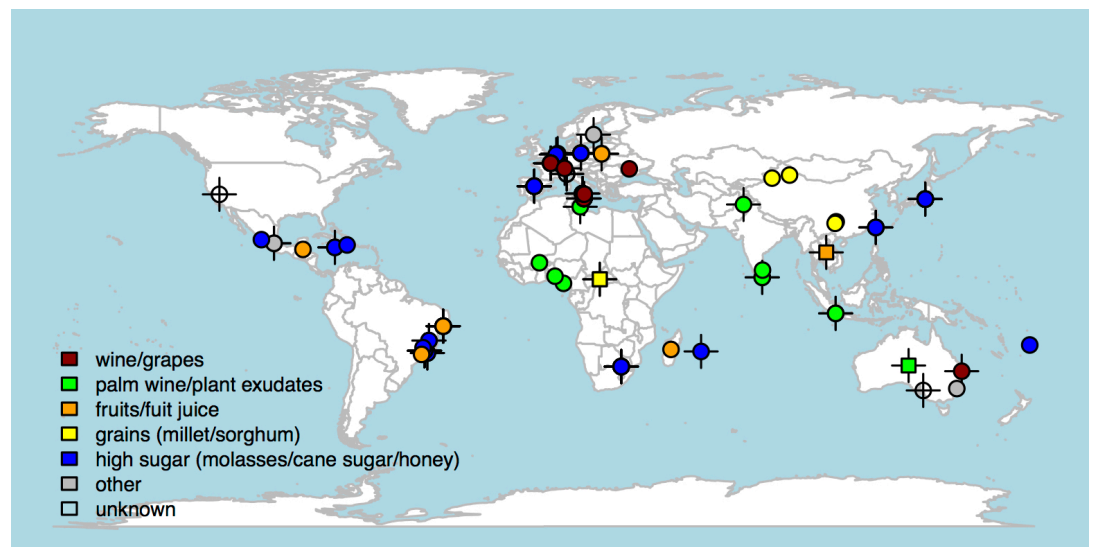 wine/grapes
palm wine/plant exudates
fruits/fuit juice
grains (millet/sorghum)
high sugar (molasses/cane sugar/honey)
other
unknown